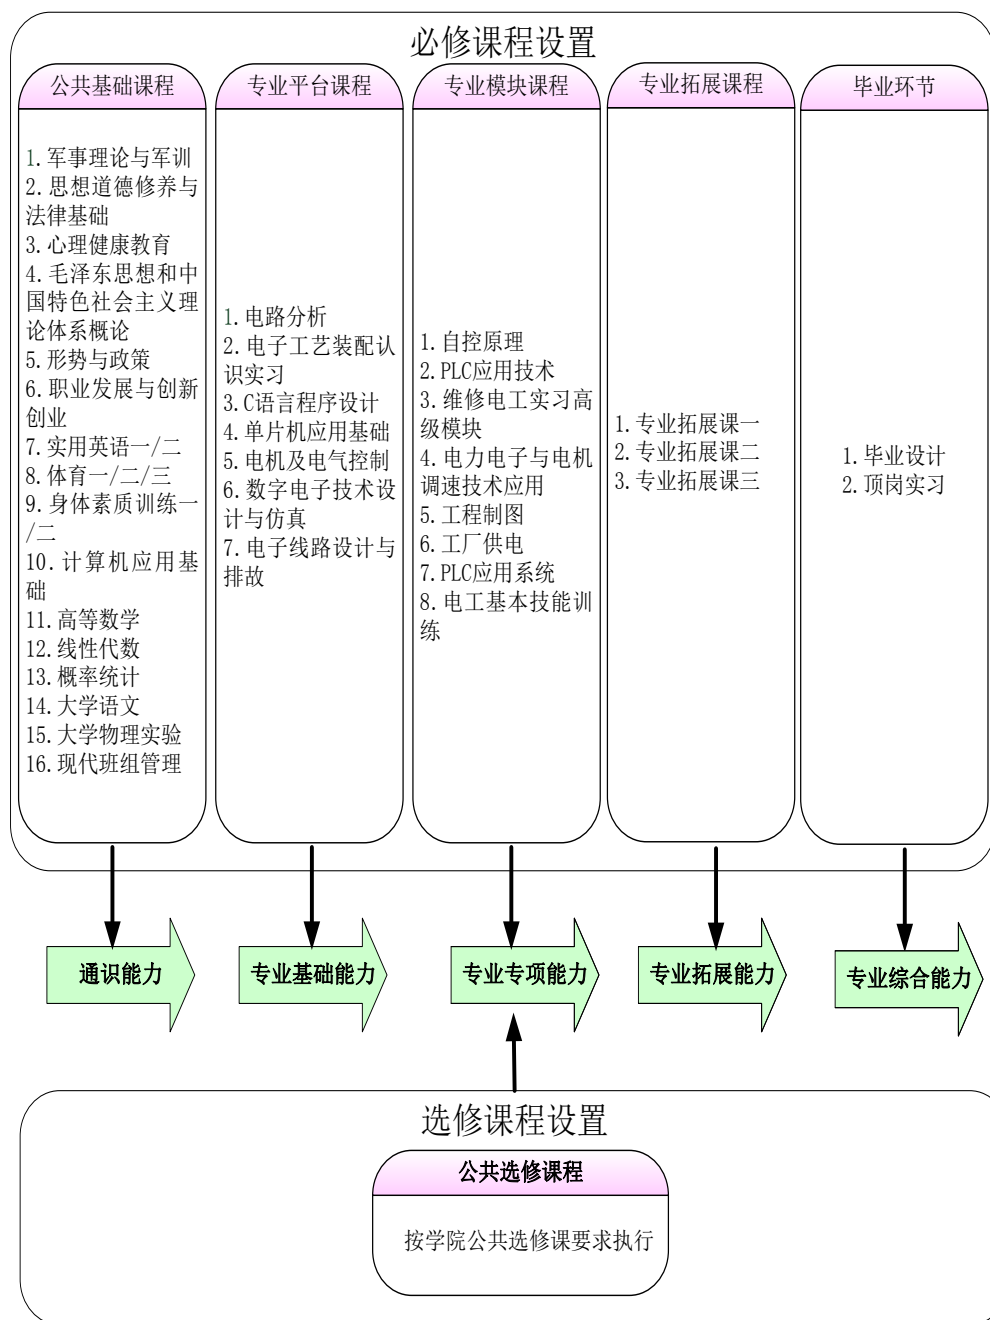 必修课程设置
公共基础课程
1.军事理论与军训
2.思想道德修养与
法律基础
3.心理健康教育
4.毛泽东思想和中
国特色社会主义理
论体系概论
5.形势与政策
6.职业发展与创新
创业
7.实用英语一/二
8.体育一/二/三
9.身体素质训练一
/二
10.计算机应用基
础
11.高等数学
12.线性代数
13.概率统计
14.大学语文
15.大学物理实验
16.现代班组管理
专业平台课程
1.电路分析
2.电子工艺装配认
识实习
3.C语言程序设计
4.单片机应用基础
5.电机及电气控制
6.数字电子技术设
计与仿真
7.电子线路设计与
排故
专业模块课程
1.自控原理
2.PLC应用技术
3.维修电工实习高
级模块
4.电力电子与电机
调速技术应用
5.工程制图
6.工厂供电
7.PLC应用系统
8.电工基本技能训
练
专业拓展课程
1.专业拓展课一
2.专业拓展课二
3.专业拓展课三
毕业环节
1.毕业设计
2.顶岗实习
通识能力
专业基础能力
专业专项能力
专业拓展能力
专业综合能力
选修课程设置
公共选修课程
按学院公共选修课要求执行